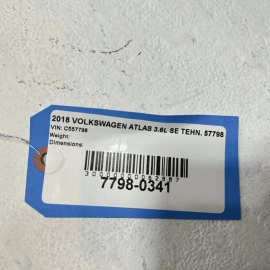 2018 VOLKSWAGEN ATLAS 3.6L SE TEHN. 57798
VIN: C557798
Weight:
Dimensions:
7798-0341